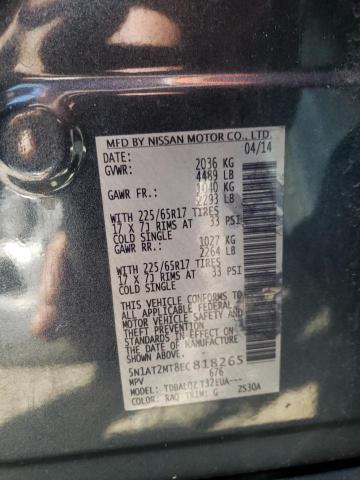 MFD BY NISSAN MOTOR CO., LTD.
DATE: 04/14
GVWR: 2036 KG
4489 LB
GAWR FR.: 1040 KG
2293 LB
WITH 225/65R17 TIRES
17 X 7J RIMS AT 33 PSI
COLD SINGLE
GAWR RR.: 1027 KG
2264 LB
WITH 225/65R17 TIRES
17 X 7J RIMS AT 33 PSI
COLD SINGLE
THIS VEHICLE CONFORMS TO
ALL APPLICABLE FEDERAL
MOTOR VEHICLE SAFETY AND
THEFT PREVENTION
STANDARDS IN EFFECT ON
THE DATE OF MANUFACTURE
SHOWN ABOVE.
5N1AT2MT8EC818265
MPV 676
MODEL: T32EUA---
COLOR: RAQ TRIM: G ZS30A